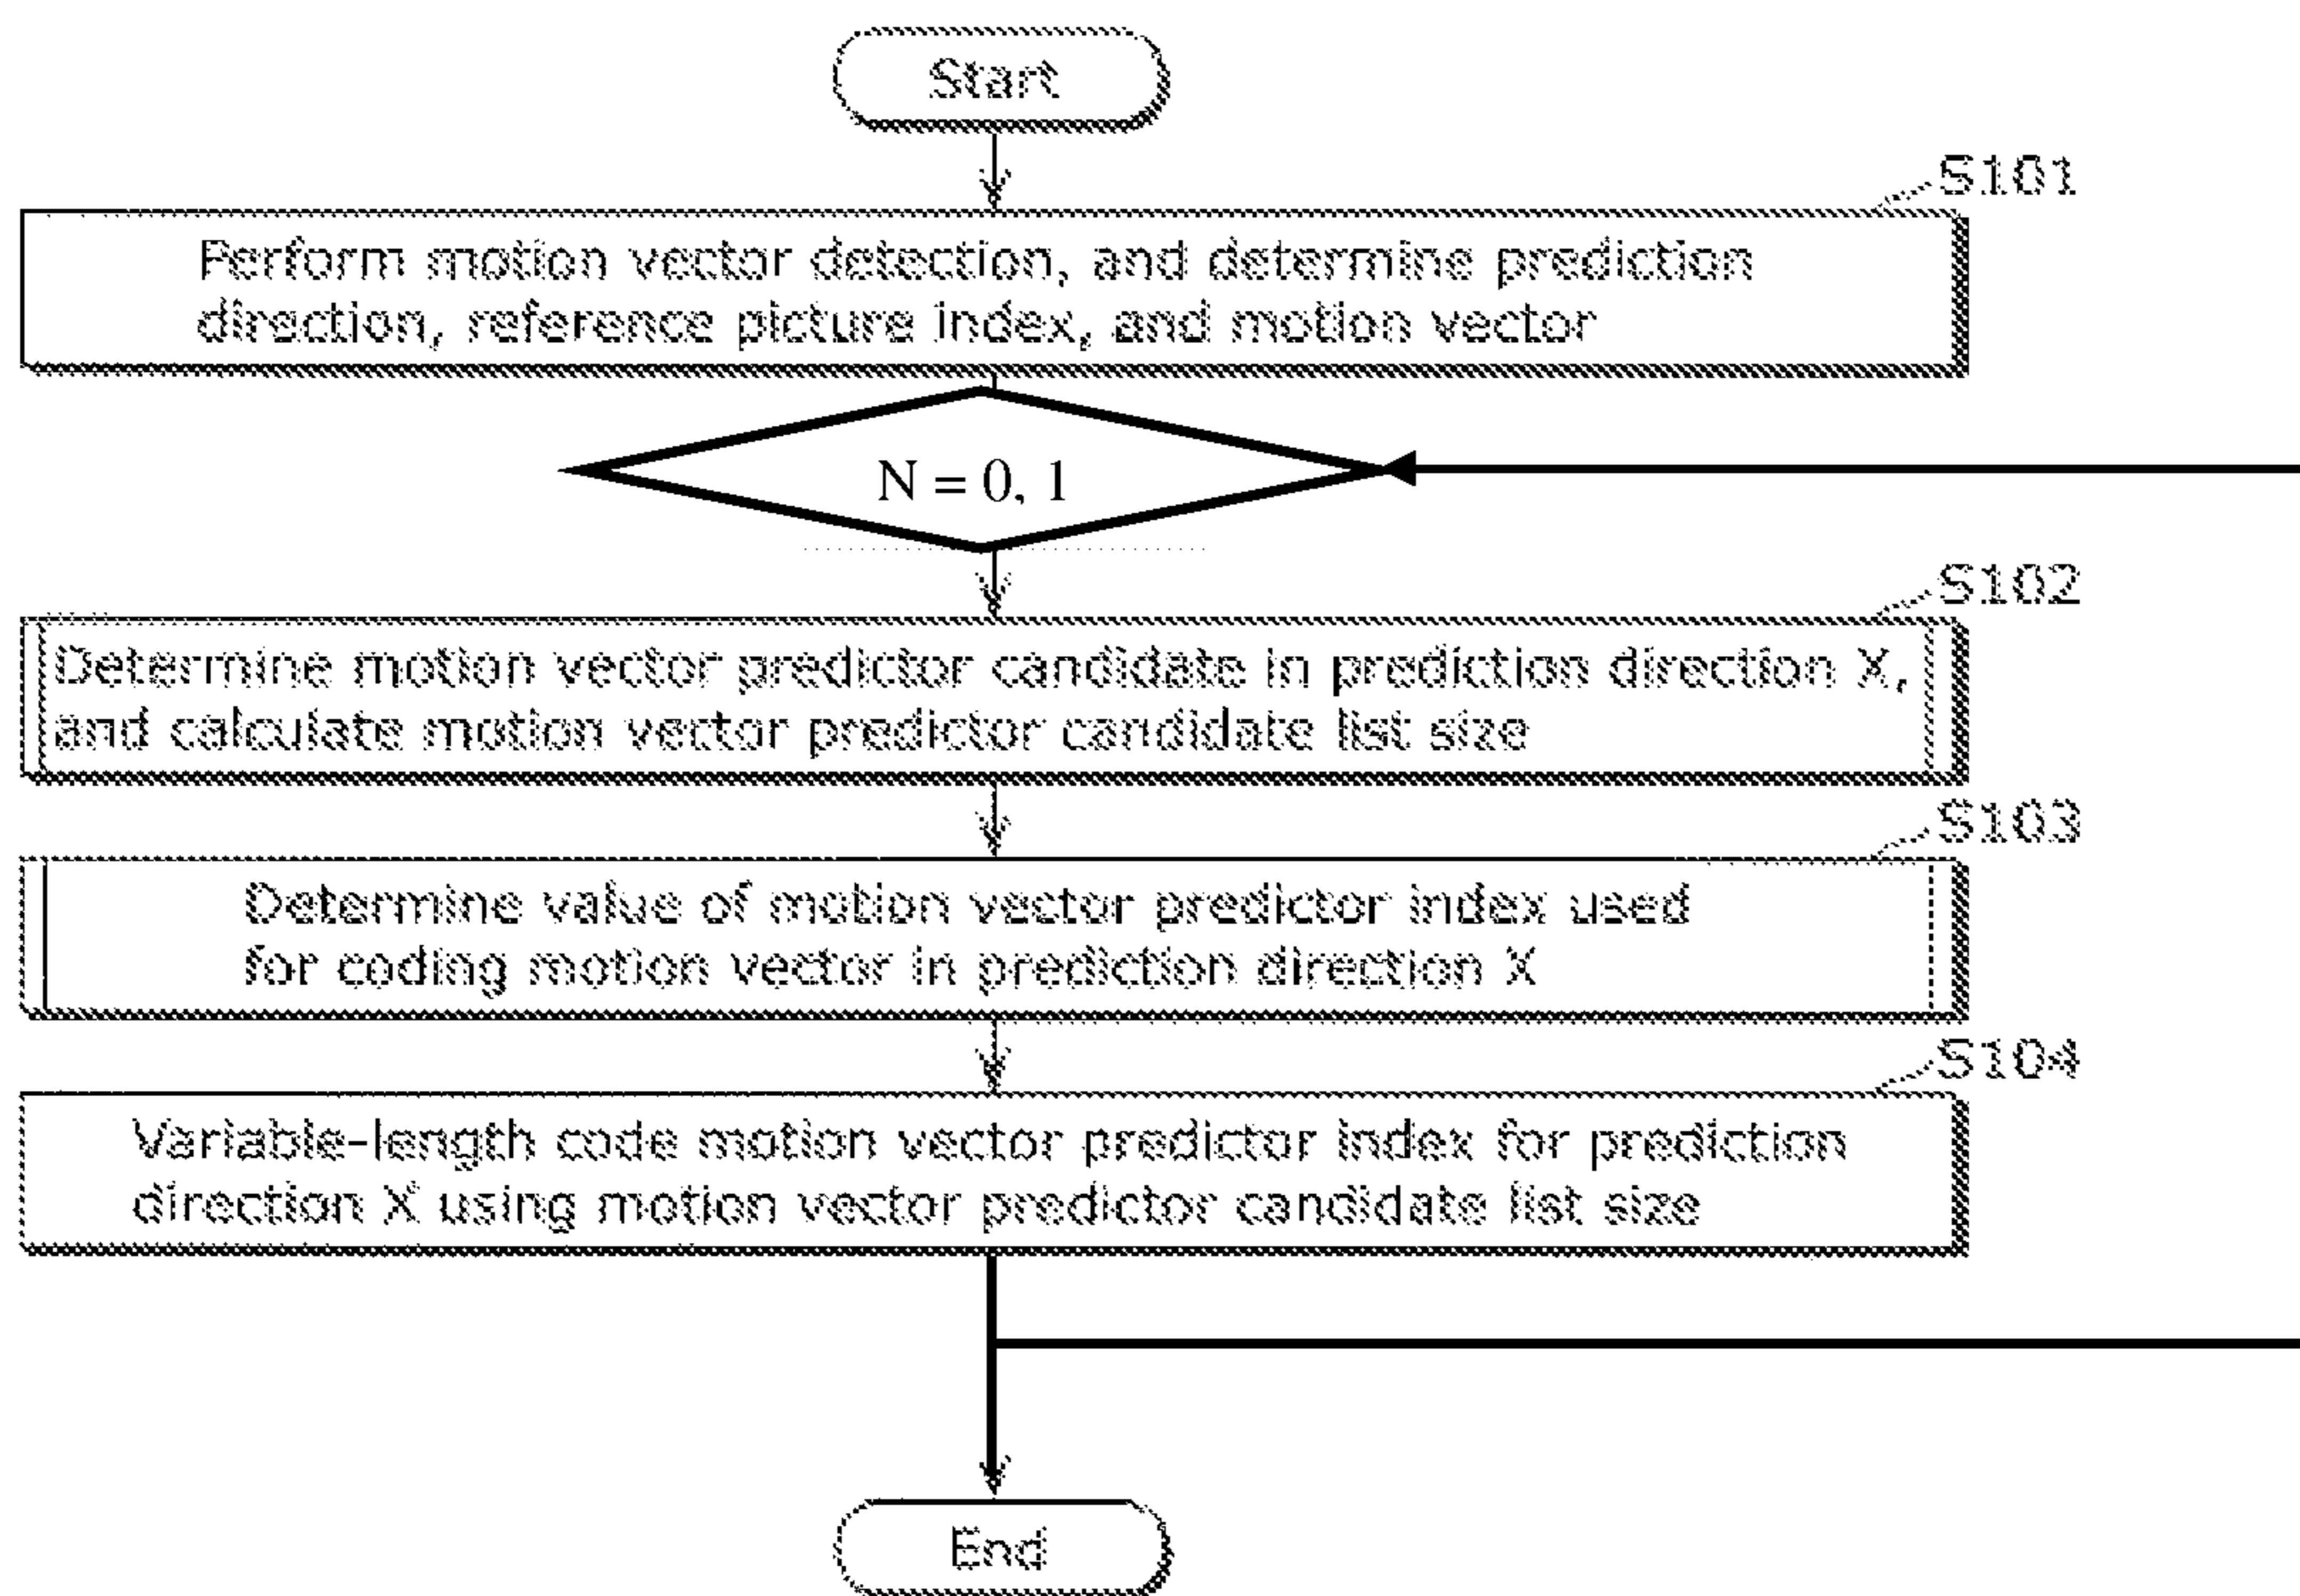 Start
S101
Perform motion vector detection, and determine prediction
direction, reference picture index, and motion vector
N = 0, 1
S102
Determine motion vector predictor candidate in prediction direction X,
and calculate motion vector predictor candidate list size
S103
Determine value of motion vector predictor index used
for coding motion vector in prediction direction X
S104
Variable-length code motion vector predictor index for prediction
direction X using motion vector predictor candidate list size
End